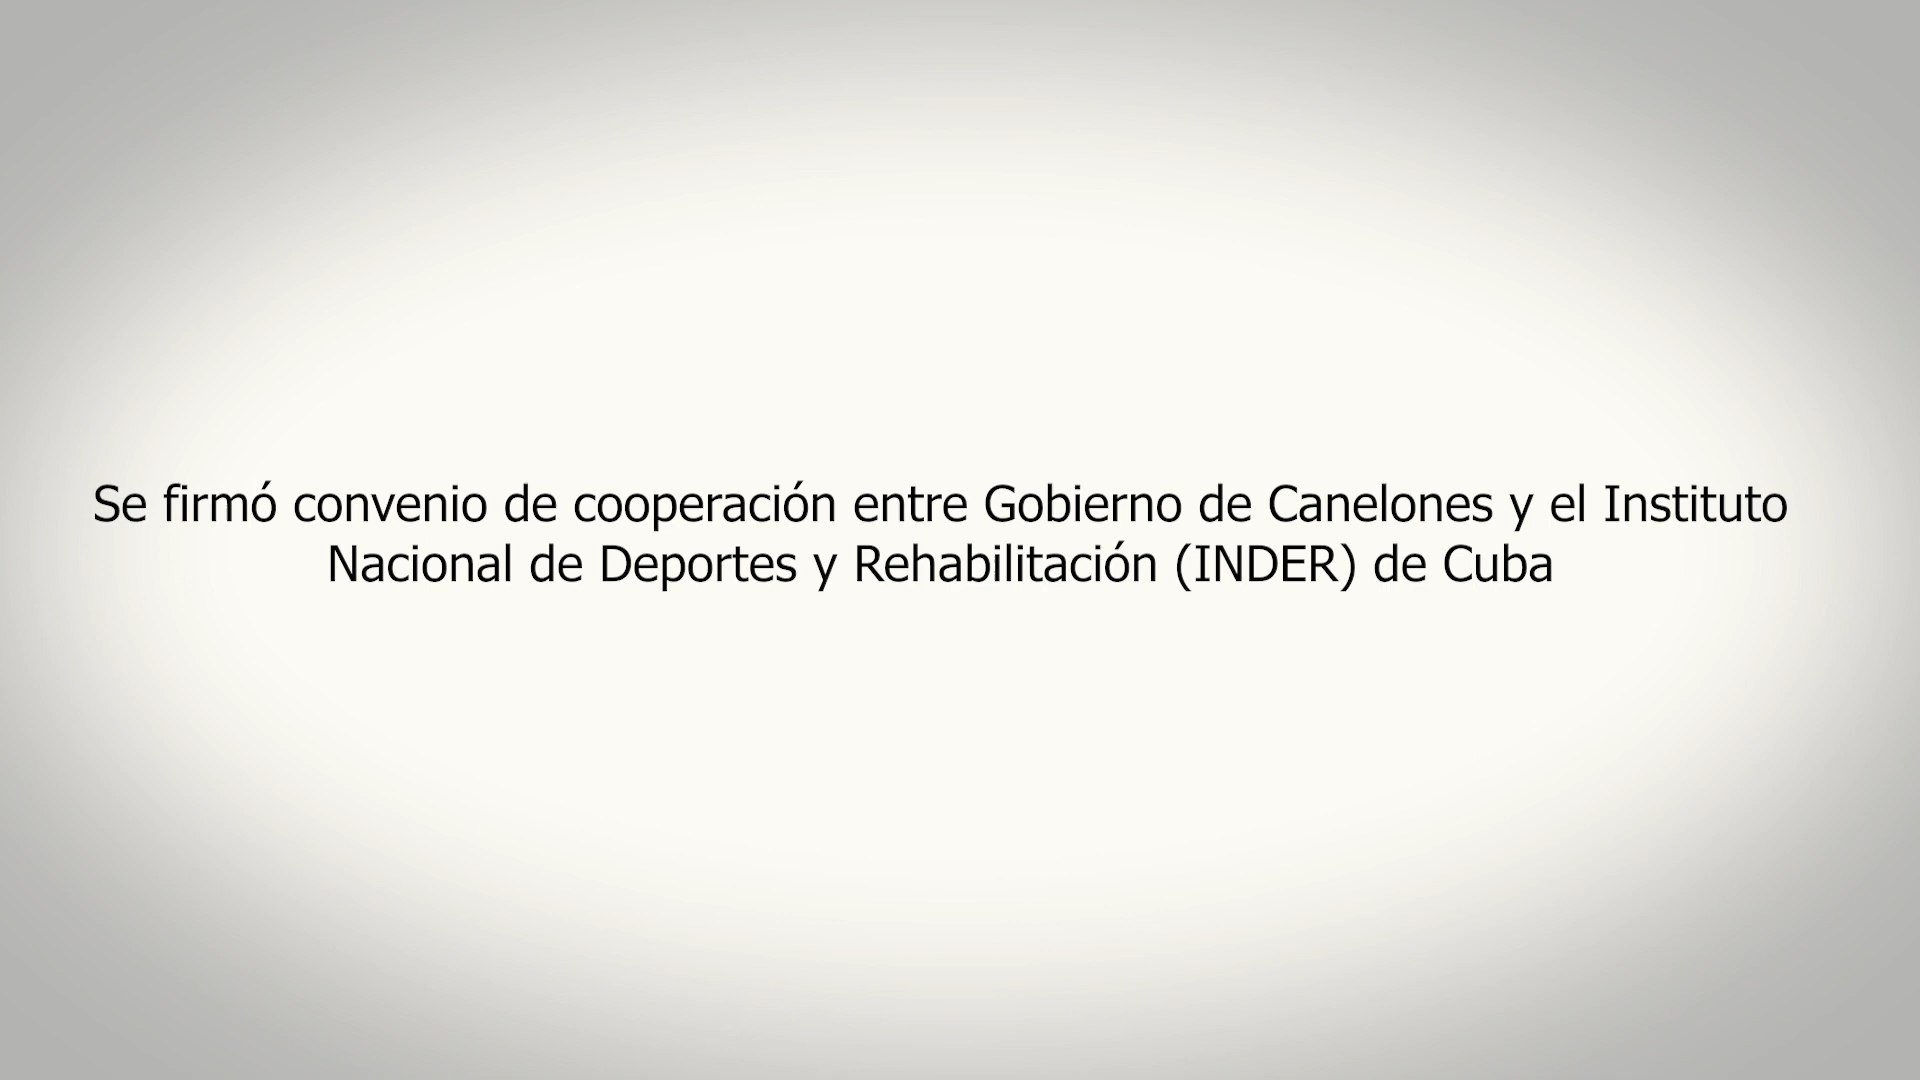 Se firmó convenio de cooperación entre Gobierno de Canelones y el Instituto
Nacional de Deportes y Rehabilitación (INDER) de Cuba